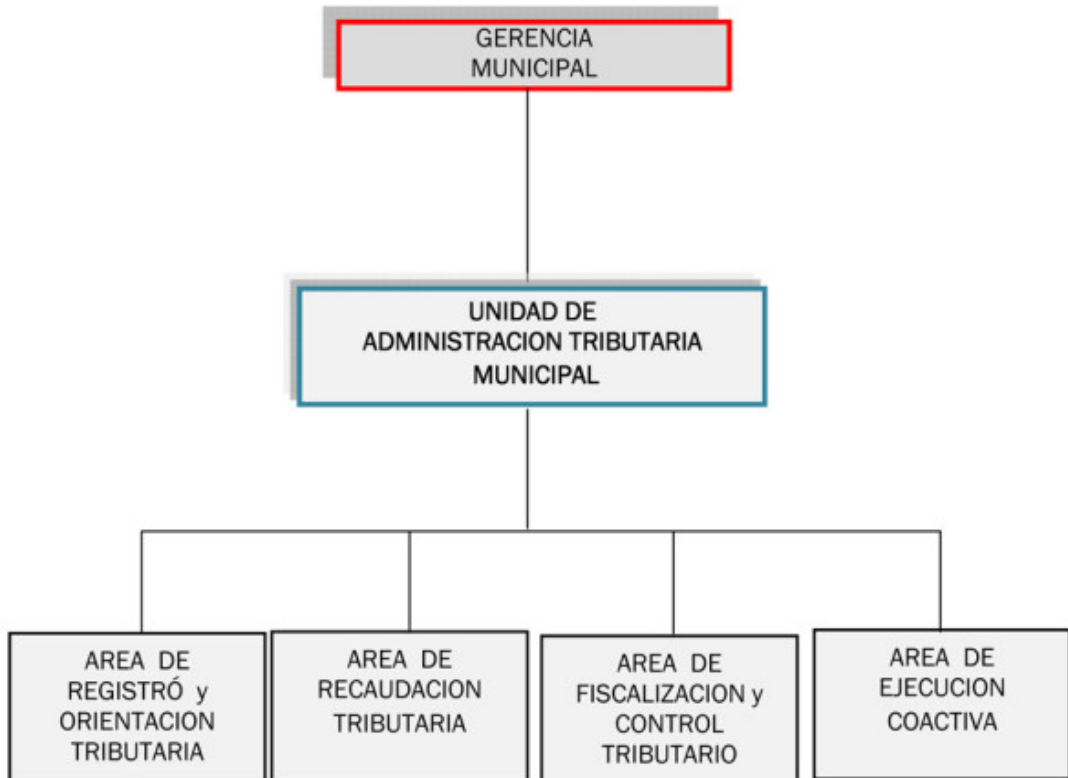 GERENCIA
MUNICIPAL
UNIDAD DE
ADMINISTRACION TRIBUTARIA
MUNICIPAL
AREA DE
REGISTRÓ y
ORIENTACION
TRIBUTARIA
AREA DE
RECAUDACION
TRIBUTARIA
AREA DE
FISCALIZACION y
CONTROL
TRIBUTARIO
AREA DE
EJECUCION
COACTIVA